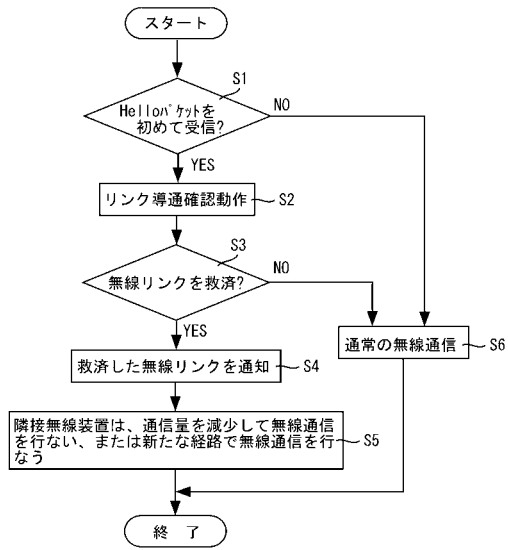 スタート
S1
Helloﾊﾟｹｯﾄを
初めて受信?
NO
YES
リンク導通確認動作
S2
S3
無線リンクを救済?
NO
YES
通常の無線通信
S6
救済した無線リンクを通知
S4
隣接無線装置は、通信量を減少して無線通信
を行ない、または新たな経路で無線通信を行
なう
S5
終 了